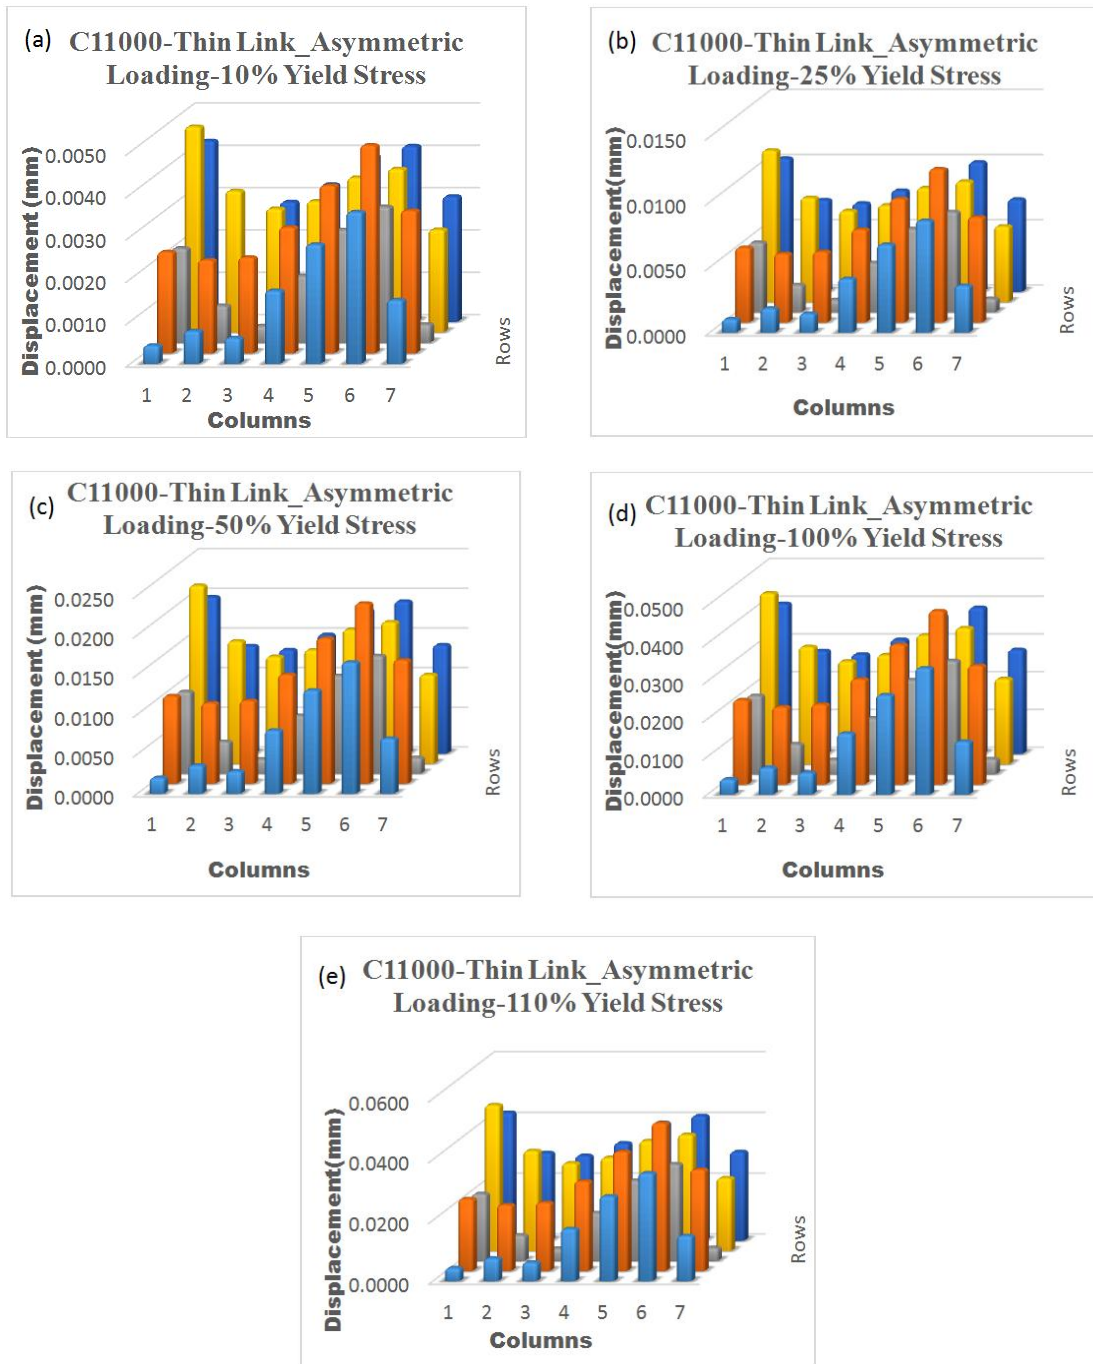 (a) C11000-Thin Link_Asymmetric
Loading-10% Yield Stress
Displacement (mm)
0.0050
0.0040
0.0030
0.0020
0.0010
0.0000
1 2 3 4 5 6 7
Columns
Rows
(b) C11000-Thin Link_Asymmetric
Loading-25% Yield Stress
Displacement(mm)
0.0150
0.0100
0.0050
0.0000
1 2 3 4 5 6 7
Columns
Rows
(c) C11000-Thin Link_Asymmetric
Loading-50% Yield Stress
Displacement (mm)
0.0250
0.0200
0.0150
0.0100
0.0050
0.0000
1 2 3 4 5 6 7
Columns
Rows
(d) C11000-Thin Link_Asymmetric
Loading-100% Yield Stress
Displacement (mm)
0.0500
0.0400
0.0300
0.0200
0.0100
0.0000
1 2 3 4 5 6 7
Columns
Rows
(e) C11000-Thin Link_Asymmetric
Loading-110% Yield Stress
Displacement(mm)
0.0600
0.0400
0.0200
0.0000
1 2 3 4 5 6 7
Columns
Rows